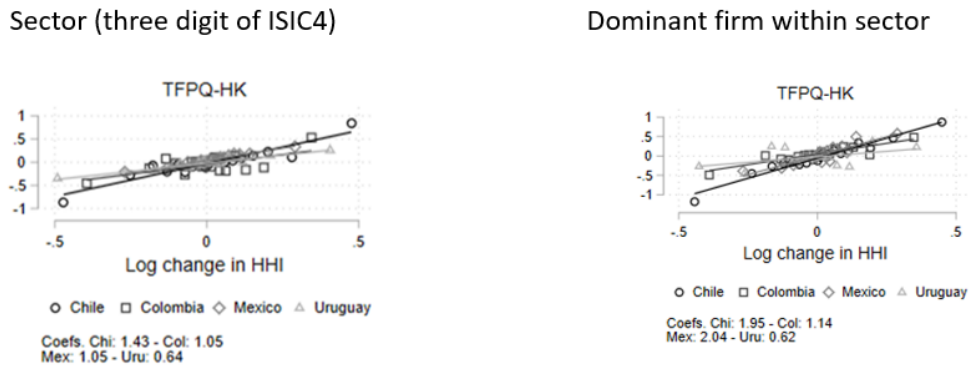 Sector (three digit of ISIC4)
Dominant firm within sector
TFPQ-HK
1
.5
0
-.5
-1
-.5
0
.5
Log change in HHI
Chile Colombia Mexico Uruguay
Coefs. Chi: 1.43 - Col: 1.05
Mex: 1.05 - Uru: 0.64
TFPQ-HK
1
.5
0
-.5
-1
-.5
0
.5
Log change in HHI
Chile Colombia Mexico Uruguay
Coefs. Chi: 1.95 - Col: 1.14
Mex: 2.04 - Uru: 0.62